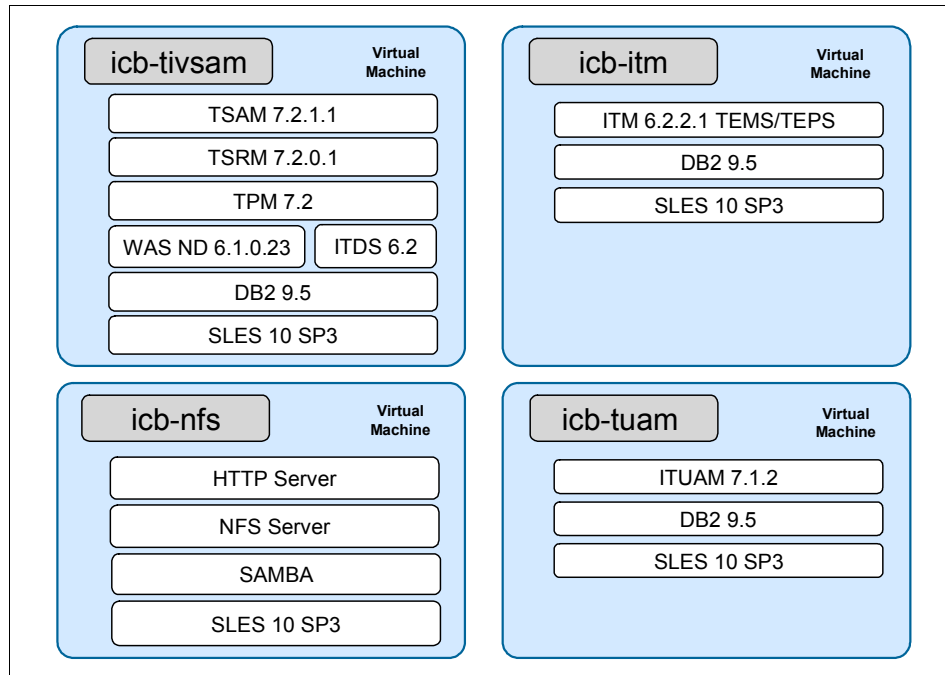 icb-tivsam
Virtual
Machine
TSAM 7.2.1.1
TSRM 7.2.0.1
TPM 7.2
WAS ND 6.1.0.23
ITDS 6.2
DB2 9.5
SLES 10 SP3
icb-itm
Virtual
Machine
ITM 6.2.2.1 TEMS/TEPS
DB2 9.5
SLES 10 SP3
icb-nfs
Virtual
Machine
HTTP Server
NFS Server
SAMBA
SLES 10 SP3
icb-tuam
Virtual
Machine
ITUAM 7.1.2
DB2 9.5
SLES 10 SP3